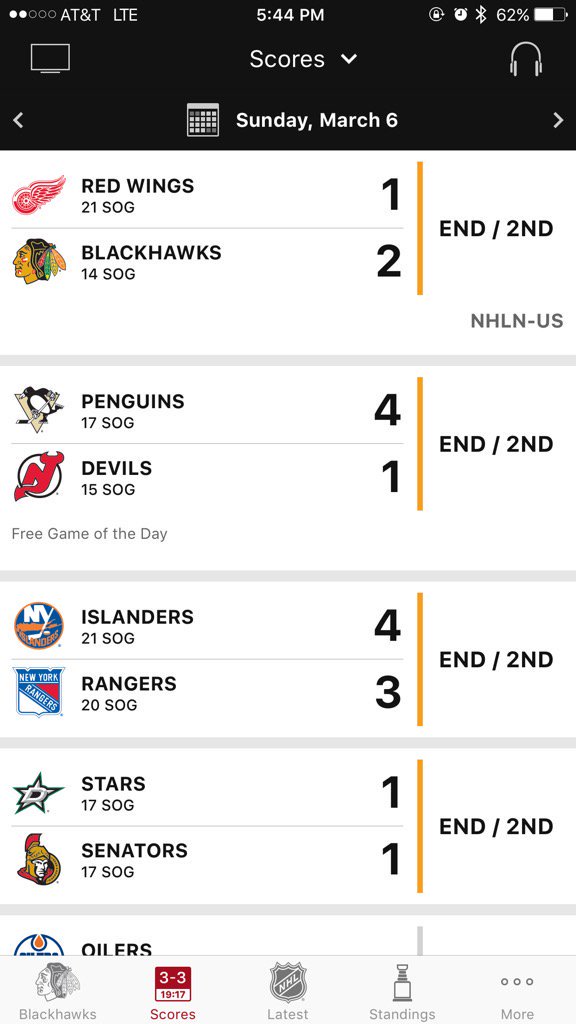 AT&T LTE 5:44 PM 62%
Scores
Sunday, March 6
RED WINGS 1
21 SOG
END / 2ND
BLACKHAWKS 2
14 SOG
NHLN-US
PENGUINS 4
17 SOG
END / 2ND
DEVILS 1
15 SOG
Free Game of the Day
NY
ISLANDERS
ISLANDERS 4
21 SOG
END / 2ND
NEW YORK
RANGERS
RANGERS 3
20 SOG
STARS 1
17 SOG
END / 2ND
SENATORS 1
17 SOG
OILERS
3-3
19:17
NHL
Blackhawks Scores Latest Standings More